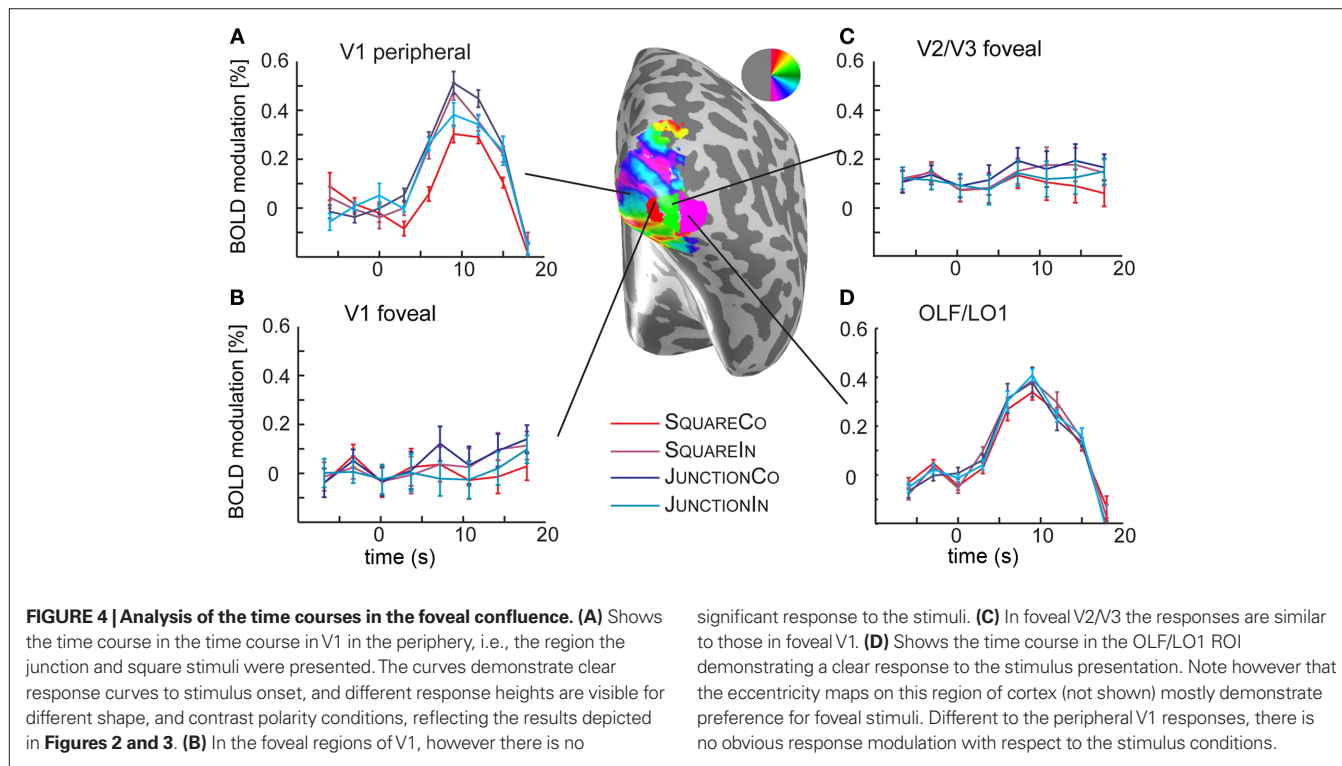 A
V1 peripheral
BOLD modulation [%]
0.6
0.4
0.2
0
0
10
20
B
V1 foveal
BOLD modulation [%]
0.6
0.4
0.2
0
0
10
20
time (s)
SQUARECO
SQUAREIN
JUNCTIONCO
JUNCTIONIN
C
V2/V3 foveal
0.6
0.4
0.2
0
0
10
20
D
OLF/LO1
0.6
0.4
0.2
0
0
10
20
time (s)
FIGURE 4 | Analysis of the time courses in the foveal confluence. (A) Shows
the time course in the time course in V1 in the periphery, i.e., the region the
junction and square stimuli were presented. The curves demonstrate clear
response curves to stimulus onset, and different response heights are visible for
different shape, and contrast polarity conditions, reflecting the results depicted
in Figures 2 and 3. (B) In the foveal regions of V1, however there is no
significant response to the stimuli. (C) In foveal V2/V3 the responses are similar
to those in foveal V1. (D) Shows the time course in the OLF/LO1 ROI
demonstrating a clear response to the stimulus presentation. Note however that
the eccentricity maps on this region of cortex (not shown) mostly demonstrate
preference for foveal stimuli. Different to the peripheral V1 responses, there is
no obvious response modulation with respect to the stimulus conditions.